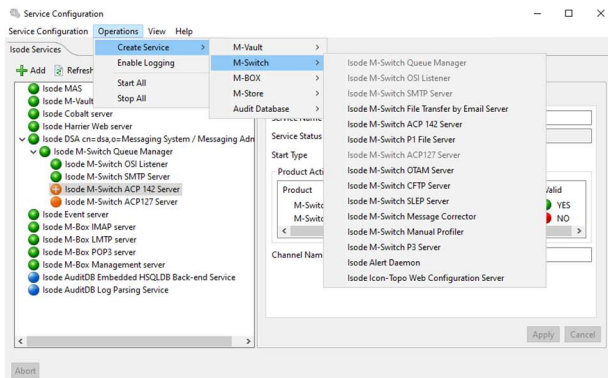 Service Configuration
Service Configuration Operations View Help
Isode Services
Create Service
Enable Logging
Start All
Stop All
M-Vault
M-Switch
M-BOX
M-Store
Audit Database
Isode M-Switch Queue Manager
Isode M-Switch OSI Listener
Isode M-Switch SMTP Server
Isode M-Switch File Transfer by Email Server
Isode M-Switch ACP 142 Server
Isode M-Switch P1 File Server
Isode M-Switch ACP127 Server
Isode M-Switch OTAM Server
Isode M-Switch CFTP Server
Isode M-Switch SLEP Server
Isode M-Switch Message Corrector
Isode M-Switch Manual Profiler
Isode M-Switch P3 Server
Isode Alert Daemon
Isode Icon-Topo Web Configuration Server
Add Refresh
Isode MAS
Isode M-Vault
Isode Cobalt server
Isode Harrier Web server
Isode DSA cn=dsa,o=Messaging System / Messaging Adn
Isode M-Switch Queue Manager
Isode M-Switch OSI Listener
Isode M-Switch SMTP Server
Isode M-Switch ACP 142 Server
Isode M-Switch ACP127 Server
Isode Event server
Isode M-Box IMAP server
Isode M-Box LMTP server
Isode M-Box POP3 server
Isode M-Box Management server
Isode AuditDB Embedded HSQLDB Back-end Service
Isode AuditDB Log Parsing Service
Service Name
Service Status
Start Type
Product Acti
Product
M-Switc
M-Switc
YES
NO
Channel Nam
Apply Cancel
Abort